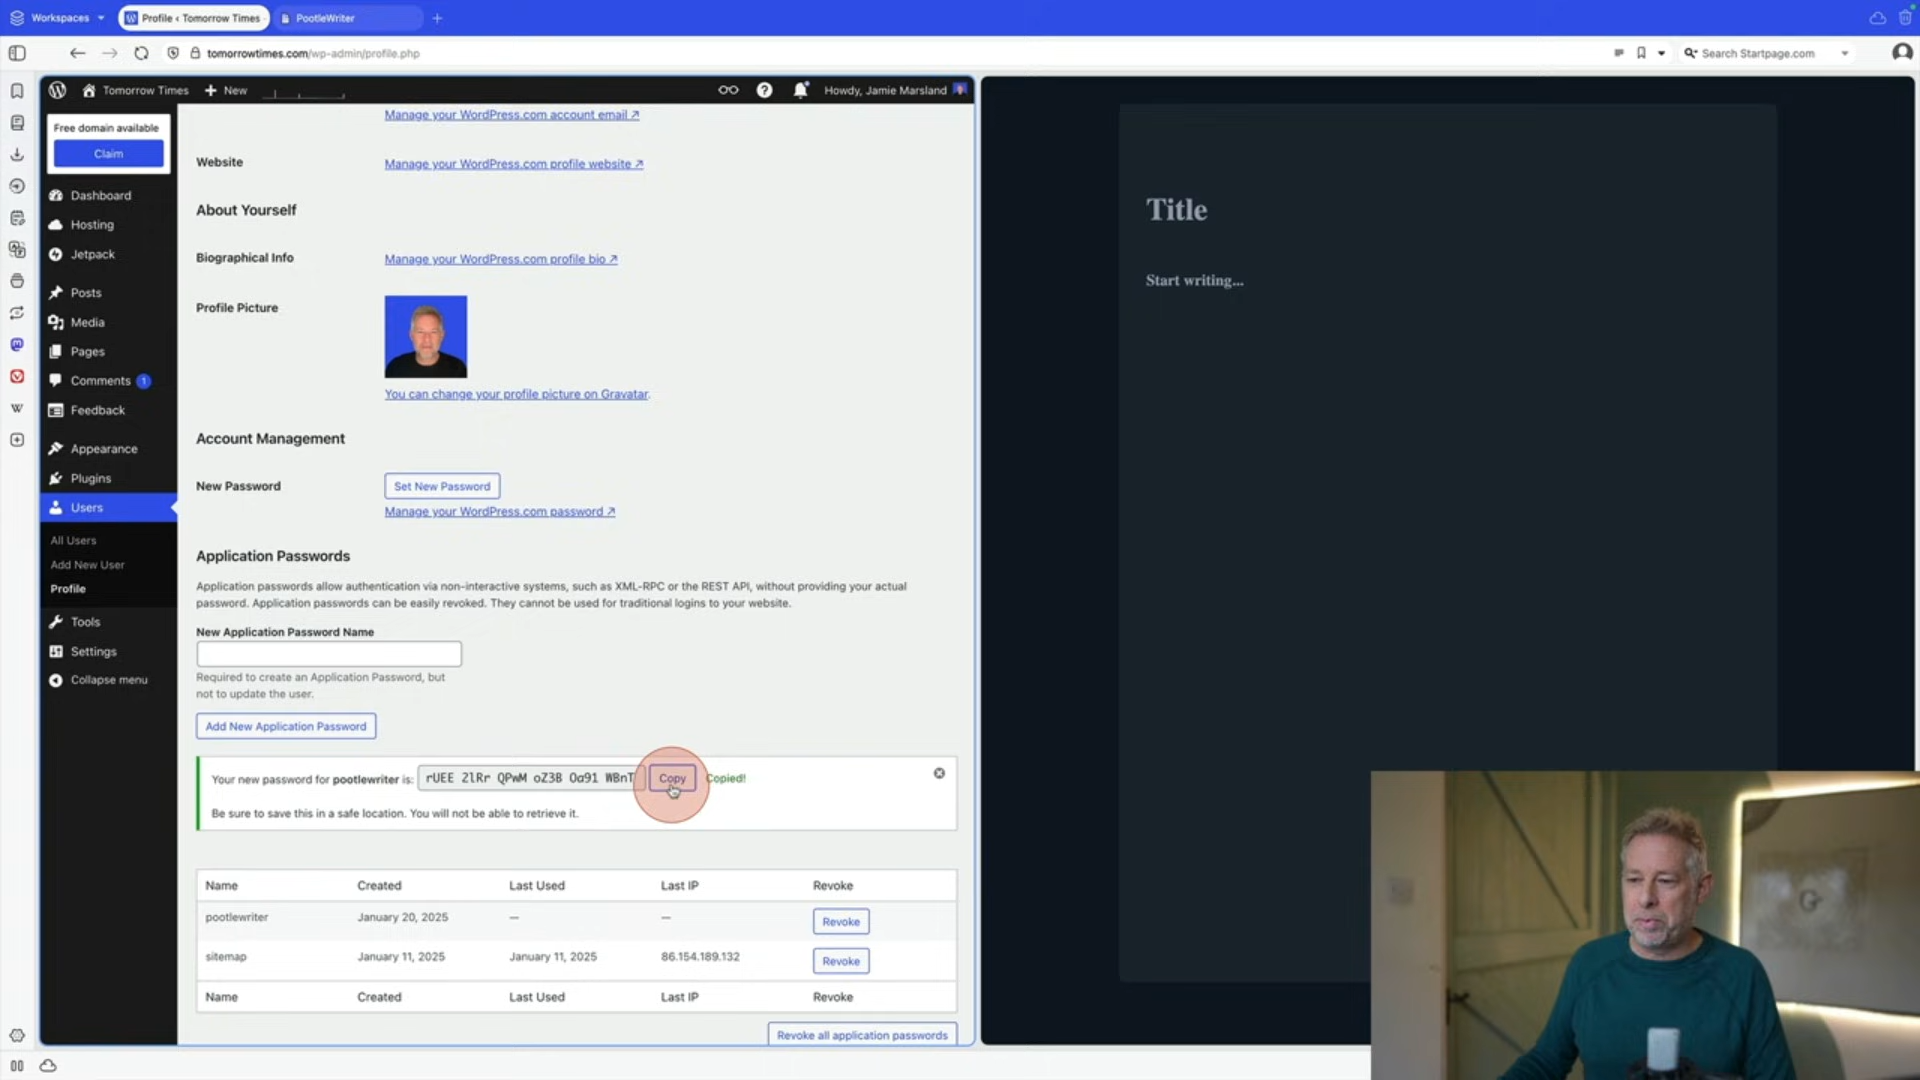 Workspaces
Profile ‹ Tomorrow Times
PootleWriter
tomorrowtimes.com/wp-admin/profile.php
Search Startpage.com
Tomorrow Times
New
Howdy, Jamie Marsland
Free domain available
Claim
Dashboard
Hosting
Jetpack
Posts
Media
Pages
Comments 1
Feedback
Appearance
Plugins
Users
All Users
Add New User
Profile
Tools
Settings
Collapse menu
Manage your WordPress.com account email ↗
Website
Manage your WordPress.com profile website ↗
About Yourself
Biographical Info
Manage your WordPress.com profile bio ↗
Profile Picture
You can change your profile picture on Gravatar.
Account Management
New Password
Set New Password
Manage your WordPress.com password ↗
Application Passwords
Application passwords allow authentication via non-interactive systems, such as XML-RPC or the REST API, without providing your actual
password. Application passwords can be easily revoked. They cannot be used for traditional logins to your website.
New Application Password Name
Required to create an Application Password, but
not to update the user.
Add New Application Password
Your new password for pootlewriter is: rUEE 2lRr QPwM oZ3B Oa91 WBnT Copy Copied!
Be sure to save this in a safe location. You will not be able to retrieve it.
Name Created Last Used Last IP Revoke
pootlewriter January 20, 2025 — — Revoke
sitemap January 11, 2025 January 11, 2025 86.154.189.132 Revoke
Name Created Last Used Last IP Revoke
Revoke all application passwords
Title
Start writing...